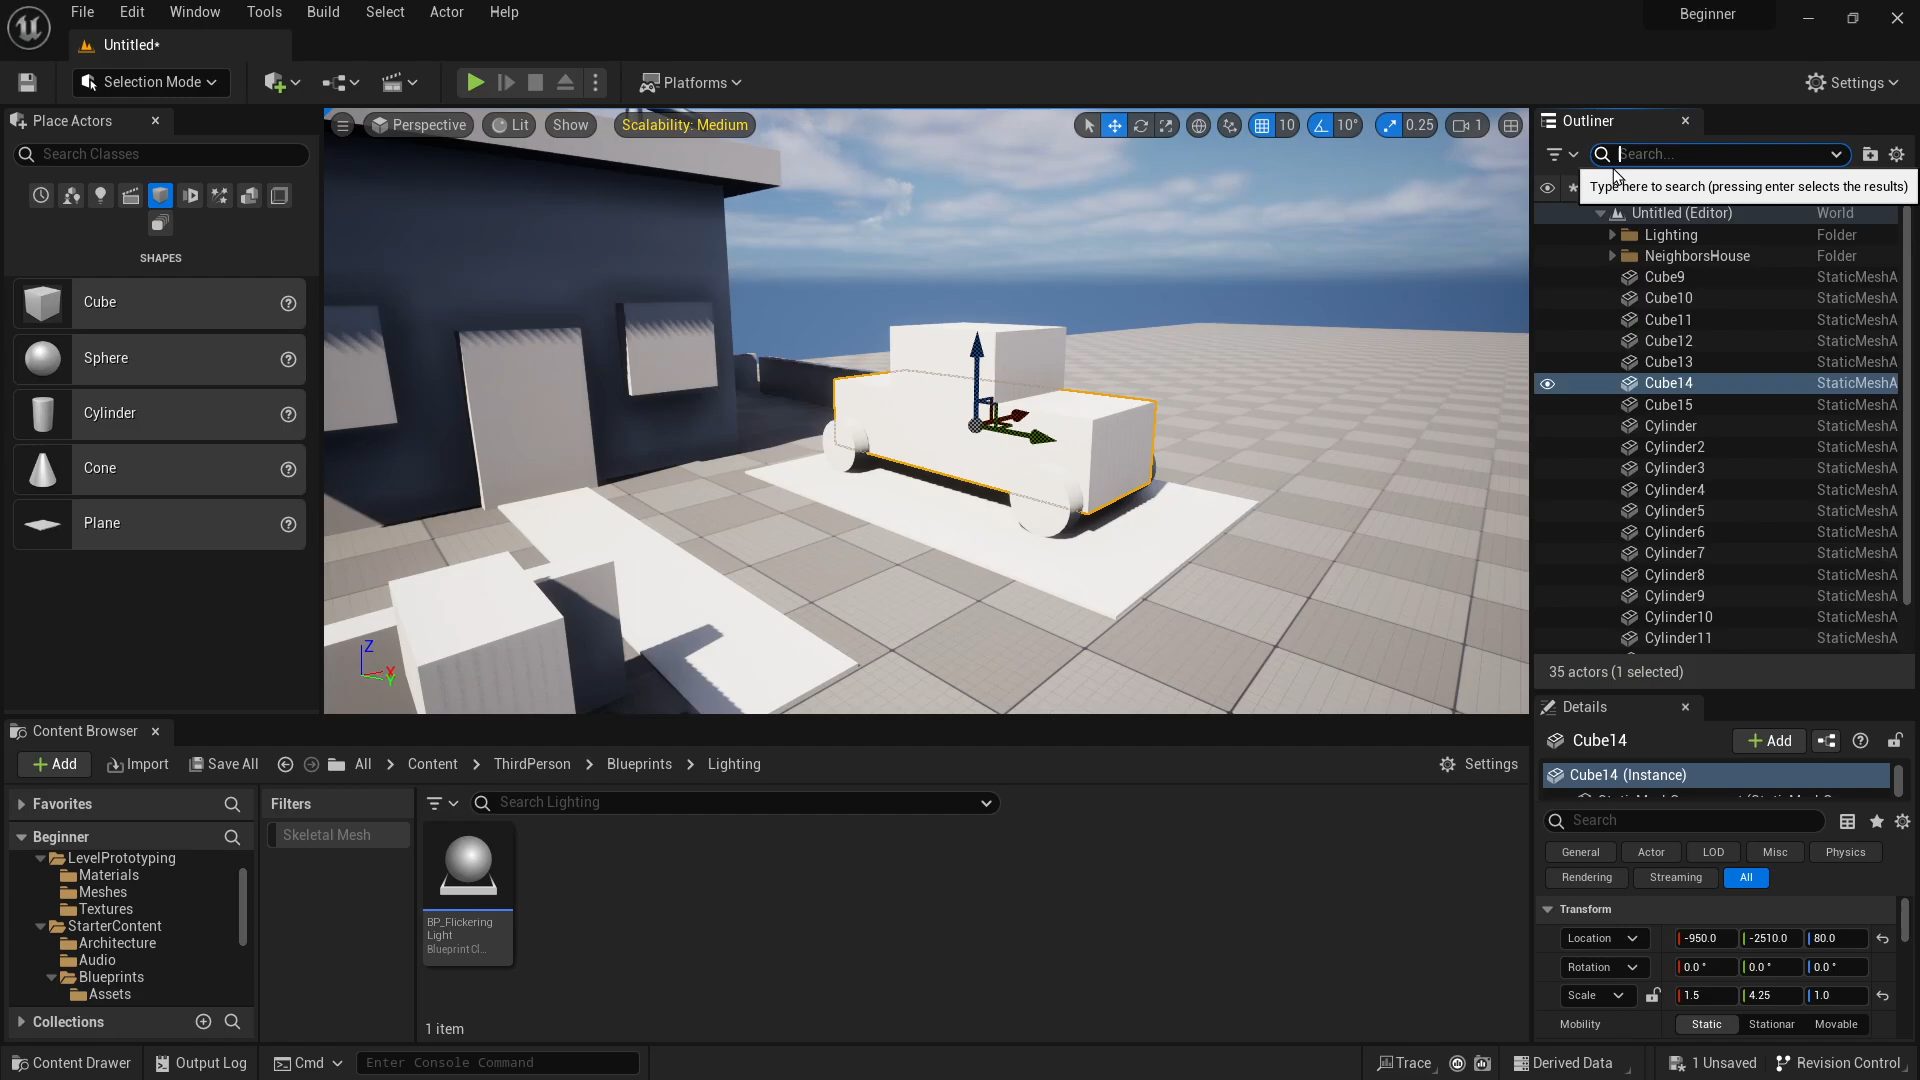 File Edit Window Tools Build Select Actor Help
Beginner
Untitled*
Selection Mode
Platforms
Settings
Place Actors
Search Classes
SHAPES
Cube
Sphere
Cylinder
Cone
Plane
Perspective Lit Show Scalability: Medium 10 10° 0.25 1
Z
X
Y
Outliner
Search...
Type here to search (pressing enter selects the results)
Untitled (Editor) World
Lighting Folder
NeighborsHouse Folder
Cube9 StaticMeshA
Cube10 StaticMeshA
Cube11 StaticMeshA
Cube12 StaticMeshA
Cube13 StaticMeshA
Cube14 StaticMeshA
Cube15 StaticMeshA
Cylinder StaticMeshA
Cylinder2 StaticMeshA
Cylinder3 StaticMeshA
Cylinder4 StaticMeshA
Cylinder5 StaticMeshA
Cylinder6 StaticMeshA
Cylinder7 StaticMeshA
Cylinder8 StaticMeshA
Cylinder9 StaticMeshA
Cylinder10 StaticMeshA
Cylinder11 StaticMeshA
35 actors (1 selected)
Details
Cube14 + Add
Cube14 (Instance)
Search
General Actor LOD Misc Physics
Rendering Streaming All
Transform
Location -950.0 -2510.0 80.0
Rotation 0.0 ° 0.0 ° 0.0 °
Scale 1.5 4.25 1.0
Mobility Static Stationar Movable
Content Browser
+ Add Import Save All All > Content > ThirdPerson > Blueprints > Lighting Settings
Favorites
Beginner
LevelPrototyping
Materials
Meshes
Textures
StarterContent
Architecture
Audio
Blueprints
Assets
Collections
Filters
Skeletal Mesh
Search Lighting
BP_Flickering
Light
Blueprint Cl...
1 item
Content Drawer Output Log Cmd Enter Console Command Trace Derived Data 1 Unsaved Revision Control